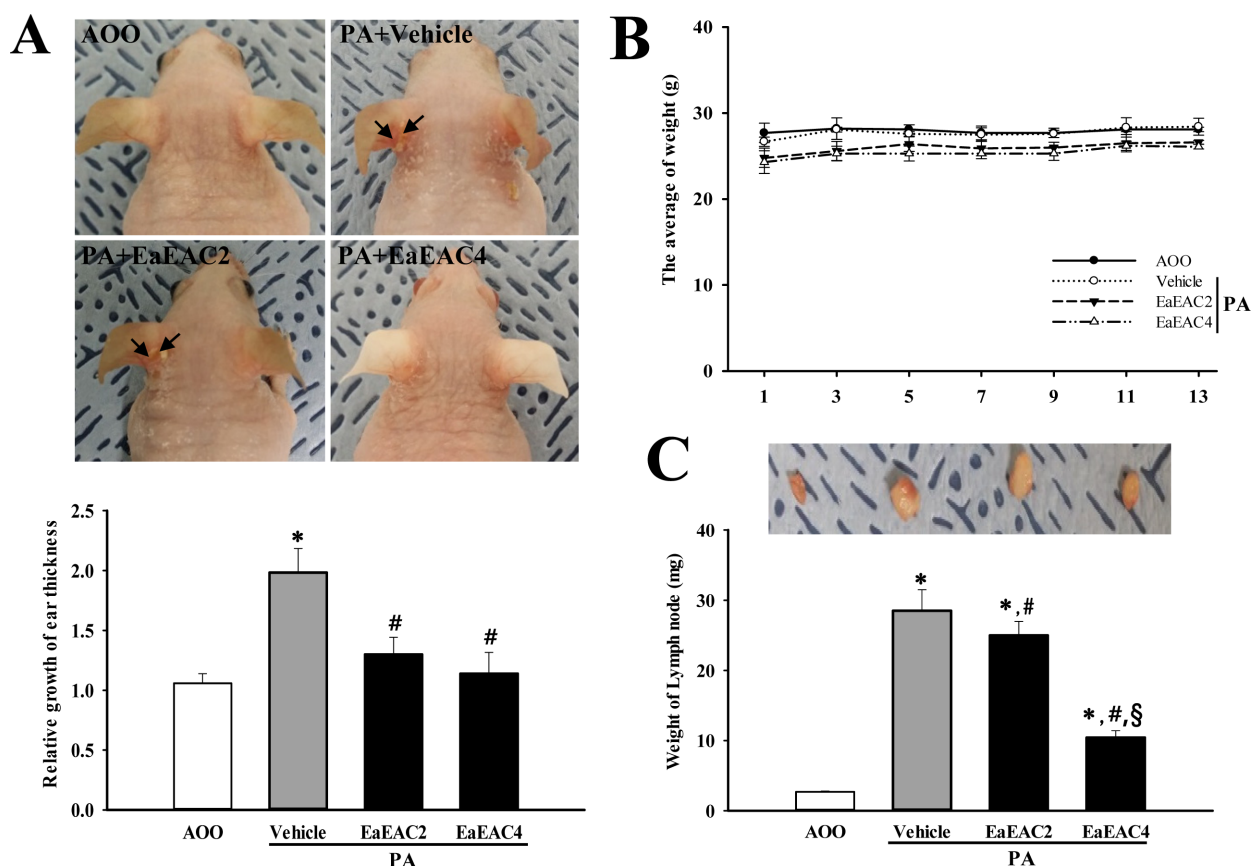 A
AOO
PA+Vehicle
PA+EaEAC2
PA+EaEAC4
Relative growth of ear thickness
2.5
2.0
1.5
1.0
0.5
0.0
*
#
#
AOO
Vehicle
EaEAC2
EaEAC4
PA
B
The average of weight (g)
40
30
20
10
0
AOO
Vehicle
EaEAC2
EaEAC4
PA
1 3 5 7 9 11 13
C
Weight of Lymph node (mg)
40
30
20
10
0
*
*,#
*,#,§
AOO
Vehicle
EaEAC2
EaEAC4
PA